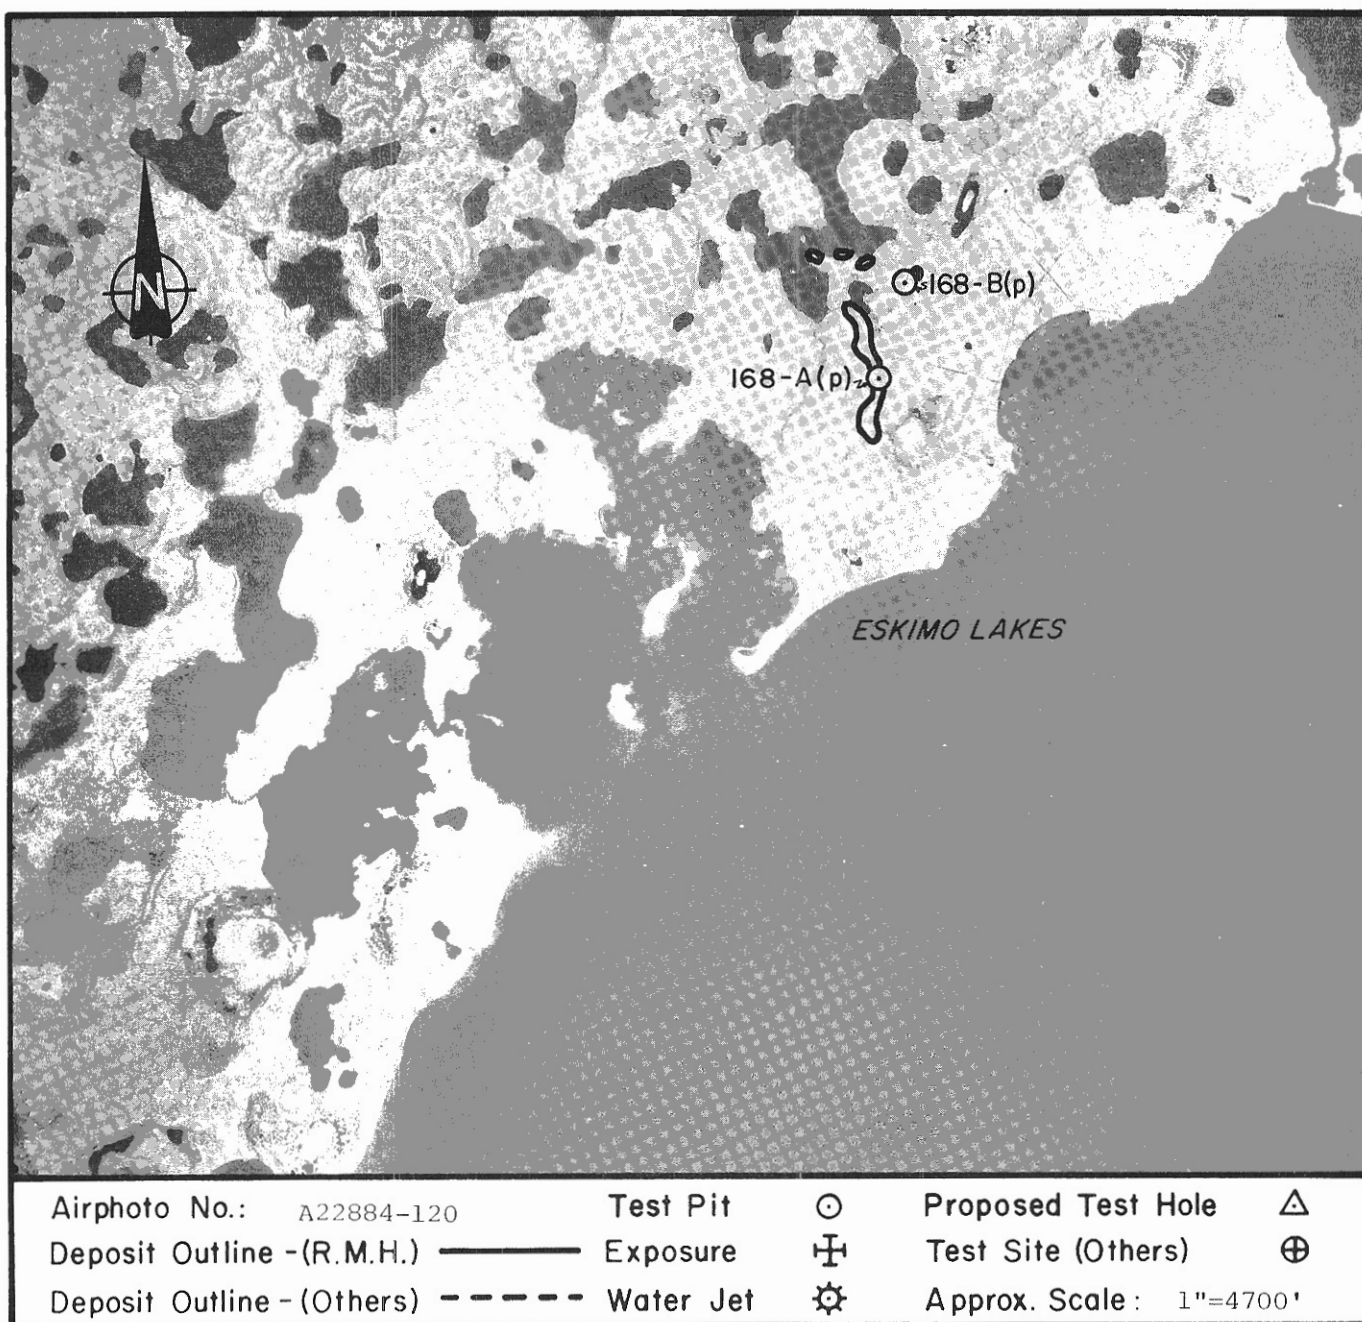 N
168-B(p)
168-A(p)
ESKIMO LAKES
Airphoto No.: A22884-120 Test Pit Proposed Test Hole
Deposit Outline -(R.M.H.) Exposure Test Site (Others)
Deposit Outline - (Others) Water Jet Approx. Scale: 1"=4700'